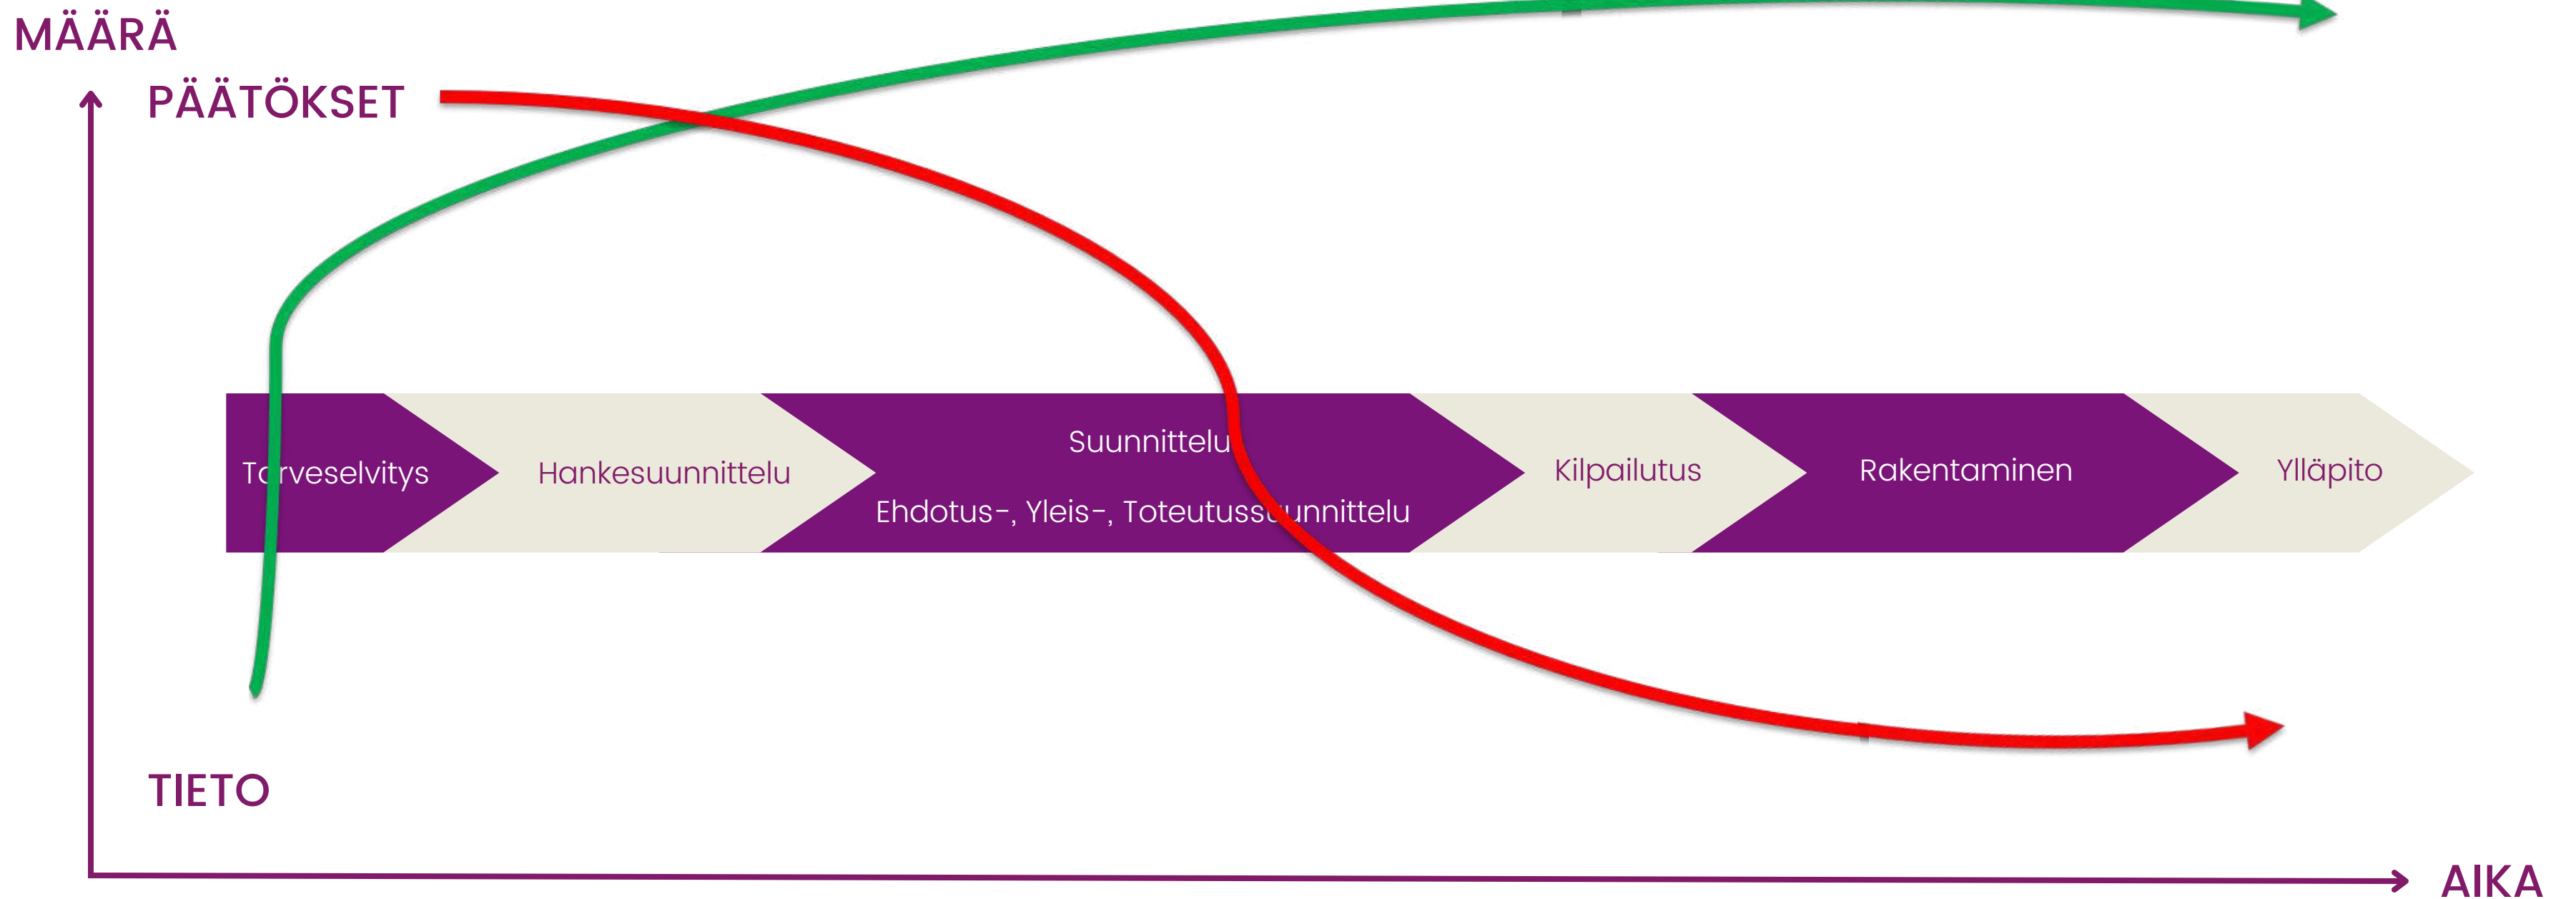 MÄÄRÄ
PÄÄTÖKSET
Tarveselvitys
Hankesuunnittelu
Suunnittelu
Ehdotus-, Yleis-, Toteutussuunnittelu
Kilpailutus
Rakentaminen
Ylläpito
TIETO
AIKA